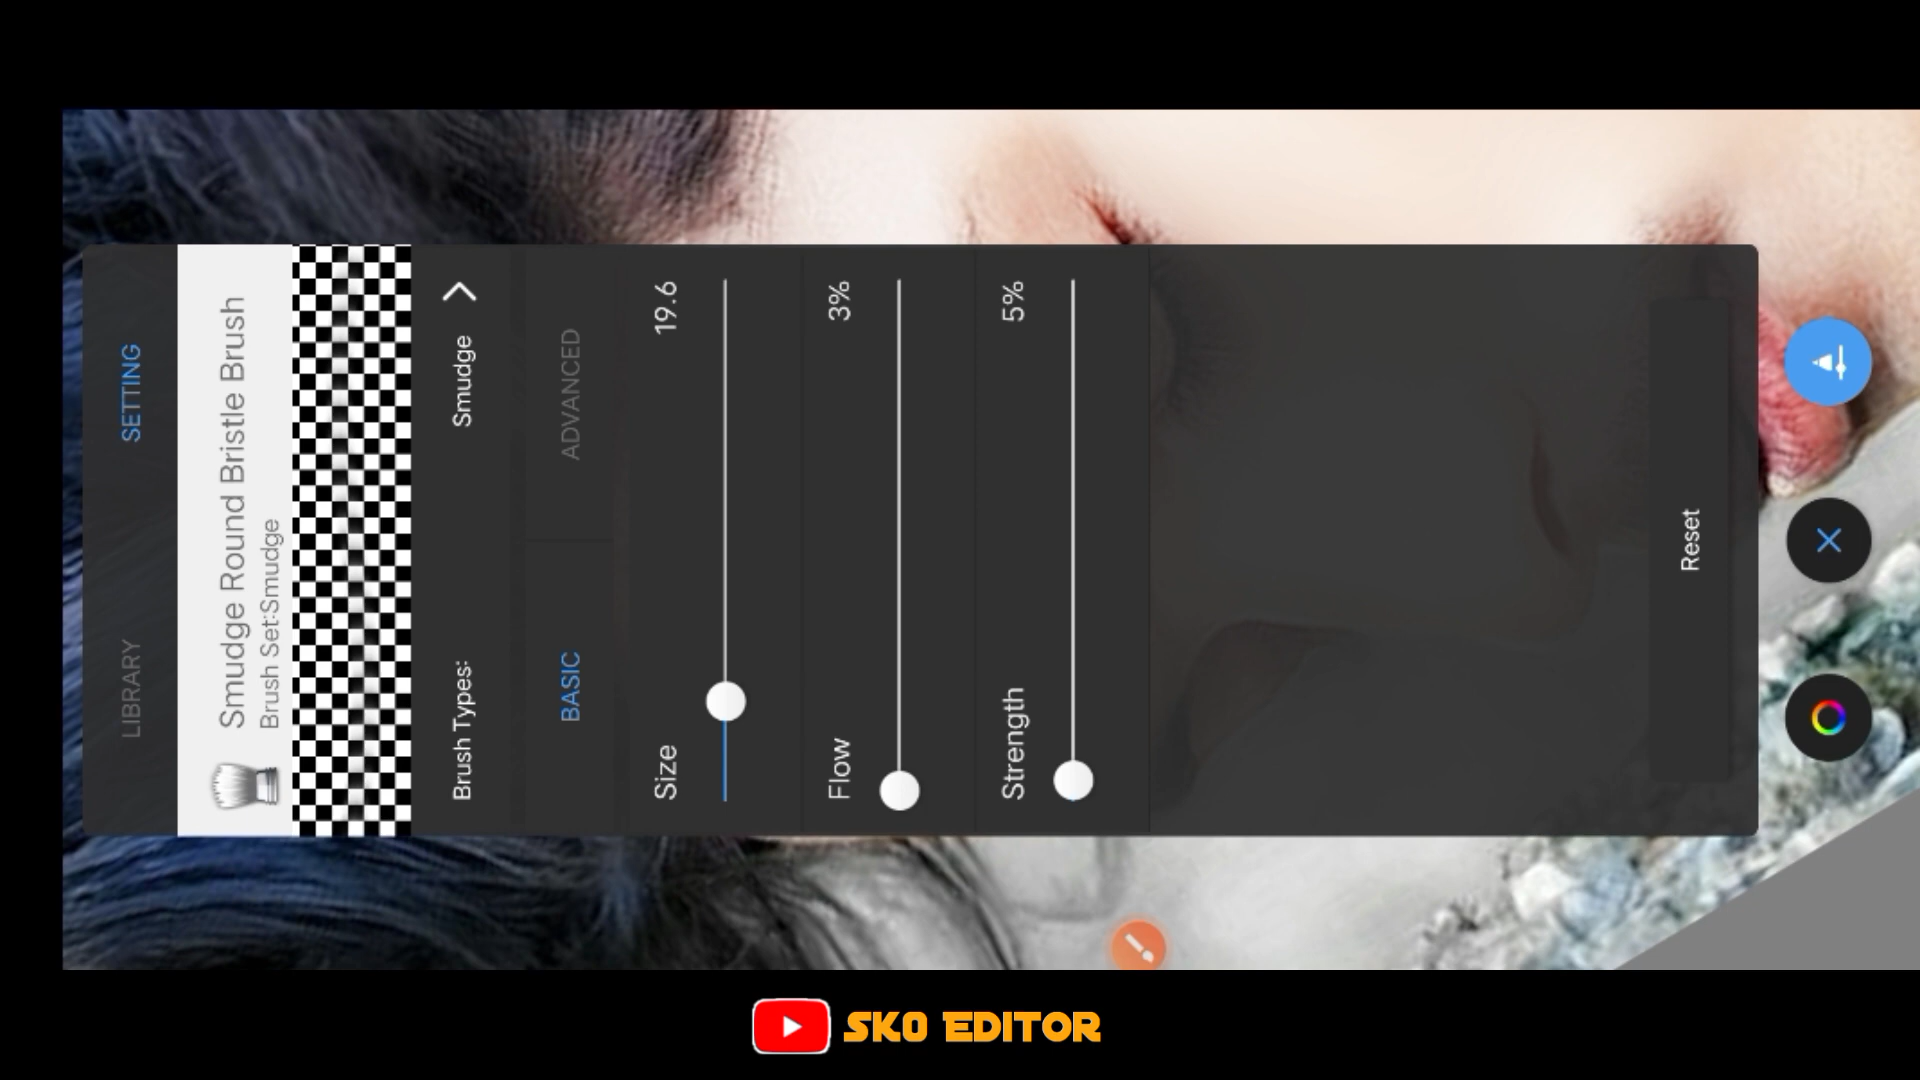 LIBRARY SETTING
Smudge Round Bristle Brush
Brush Set:Smudge
Brush Types: Smudge
BASIC ADVANCED
Size 19.6
Flow 3%
Strength 5%
Reset
SK0 EDITOR